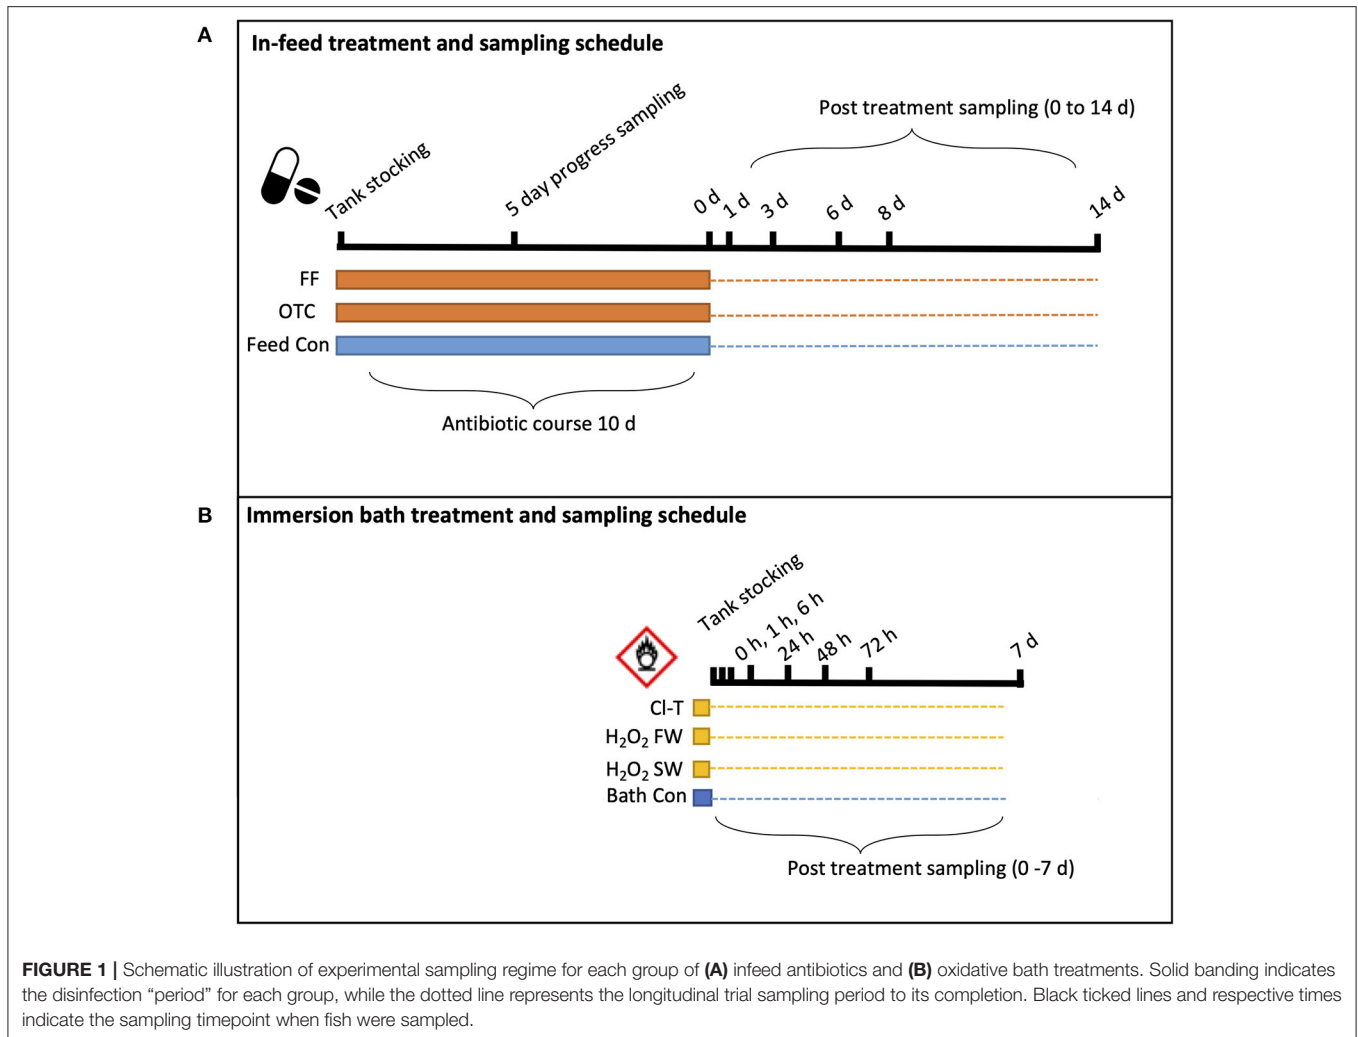 A
In-feed treatment and sampling schedule
Post treatment sampling (0 to 14 d)
Tank stocking
5 day progress sampling
0 d
1 d
3 d
6 d
8 d
14 d
FF
OTC
Feed Con
Antibiotic course 10 d
B
Immersion bath treatment and sampling schedule
Tank stocking
0 h, 1 h, 6 h
24 h
48 h
72 h
7 d
Cl-T
H₂O₂ FW
H₂O₂ SW
Bath Con
Post treatment sampling (0 -7 d)
FIGURE 1 | Schematic illustration of experimental sampling regime for each group of (A) infeed antibiotics and (B) oxidative bath treatments. Solid banding indicates
the disinfection “period” for each group, while the dotted line represents the longitudinal trial sampling period to its completion. Black ticked lines and respective times
indicate the sampling timepoint when fish were sampled.